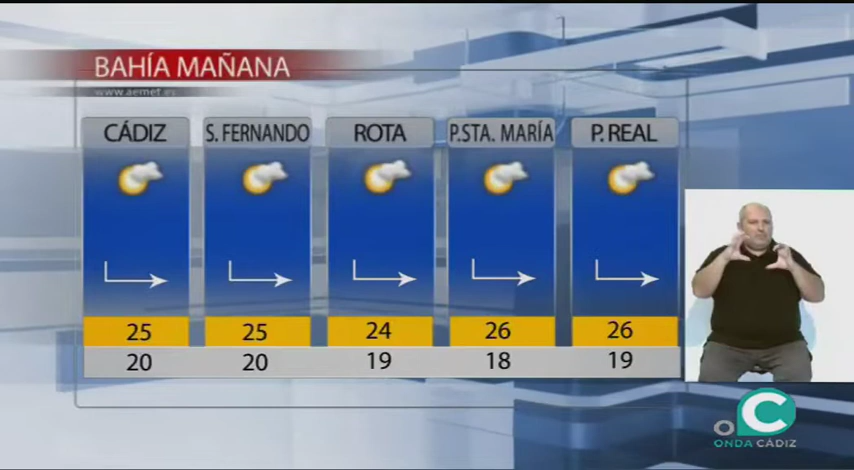 BAHÍA MAÑANA
www.aemet.es
CÁDIZ S. FERNANDO ROTA P.STA. MARÍA P. REAL
25 25 24 26 26
20 20 19 18 19
OC
ONDA CÁDIZ